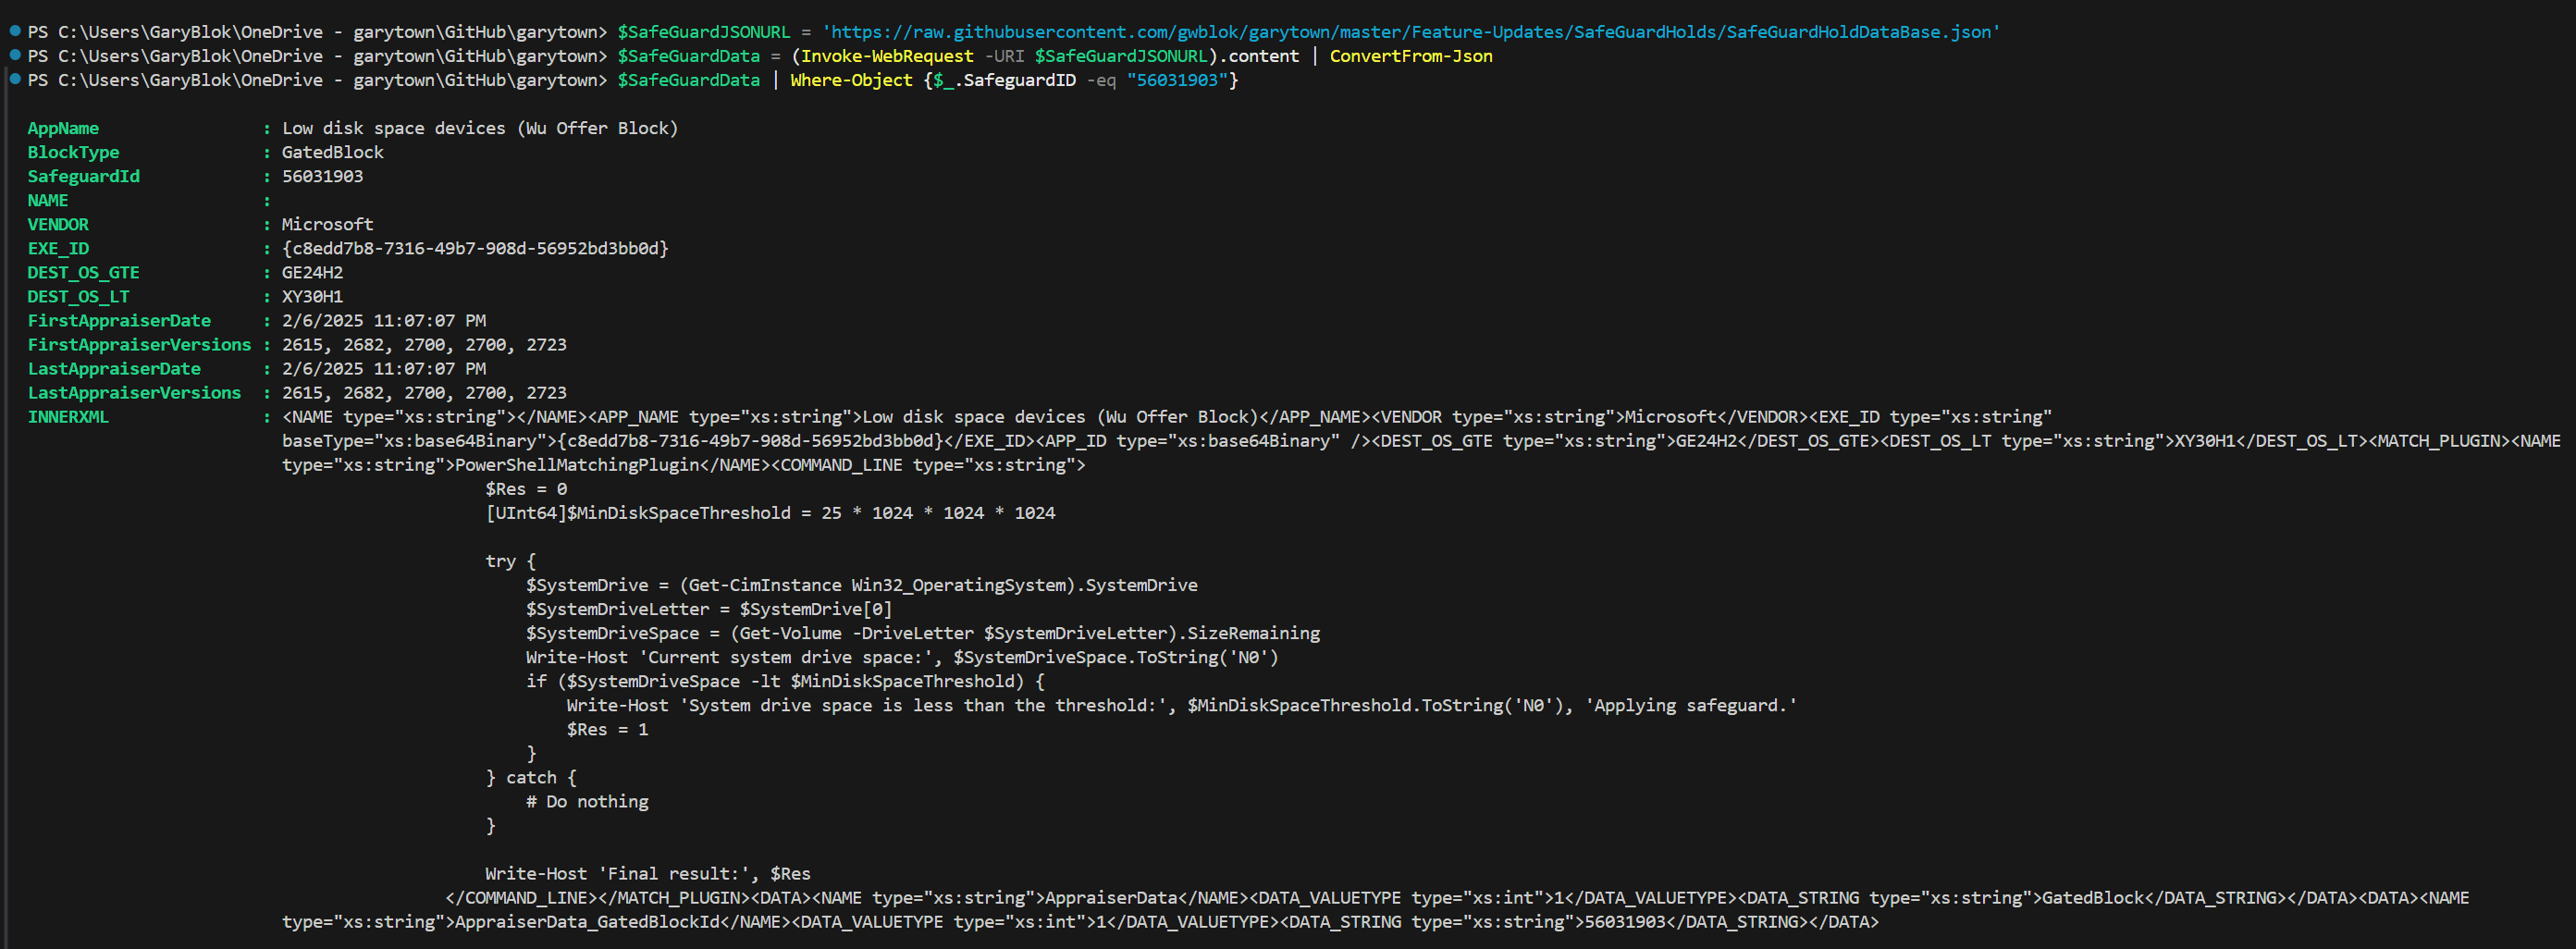 PS C:\Users\GaryBlok\OneDrive - garytown\GitHub\garytown> $SafeGuardJSONURL = 'https://raw.githubusercontent.com/gwblok/garytown/master/Feature-Updates/SafeGuardHolds/SafeGuardHoldDataBase.json'
PS C:\Users\GaryBlok\OneDrive - garytown\GitHub\garytown> $SafeGuardData = (Invoke-WebRequest -URI $SafeGuardJSONURL).content | ConvertFrom-Json
PS C:\Users\GaryBlok\OneDrive - garytown\GitHub\garytown> $SafeGuardData | Where-Object {$_.SafeguardID -eq "56031903"}
AppName : Low disk space devices (Wu Offer Block)
BlockType : GatedBlock
SafeguardId : 56031903
NAME :
VENDOR : Microsoft
EXE_ID : {c8edd7b8-7316-49b7-908d-56952bd3bb0d}
DEST_OS_GTE : GE24H2
DEST_OS_LT : XY30H1
FirstAppraiserDate : 2/6/2025 11:07:07 PM
FirstAppraiserVersions : 2615, 2682, 2700, 2700, 2723
LastAppraiserDate : 2/6/2025 11:07:07 PM
LastAppraiserVersions : 2615, 2682, 2700, 2700, 2723
INNERXML : <NAME type="xs:string"></NAME><APP_NAME type="xs:string">Low disk space devices (Wu Offer Block)</APP_NAME><VENDOR type="xs:string">Microsoft</VENDOR><EXE_ID type="xs:string"
baseType="xs:base64Binary">{c8edd7b8-7316-49b7-908d-56952bd3bb0d}</EXE_ID><APP_ID type="xs:base64Binary" /><DEST_OS_GTE type="xs:string">GE24H2</DEST_OS_GTE><DEST_OS_LT type="xs:string">XY30H1</DEST_OS_LT><MATCH_PLUGIN><NAME
type="xs:string">PowerShellMatchingPlugin</NAME><COMMAND_LINE type="xs:string">
$Res = 0
[UInt64]$MinDiskSpaceThreshold = 25 * 1024 * 1024 * 1024
try {
$SystemDrive = (Get-CimInstance Win32_OperatingSystem).SystemDrive
$SystemDriveLetter = $SystemDrive[0]
$SystemDriveSpace = (Get-Volume -DriveLetter $SystemDriveLetter).SizeRemaining
Write-Host 'Current system drive space:', $SystemDriveSpace.ToString('N0')
if ($SystemDriveSpace -lt $MinDiskSpaceThreshold) {
Write-Host 'System drive space is less than the threshold:', $MinDiskSpaceThreshold.ToString('N0'), 'Applying safeguard.'
$Res = 1
}
} catch {
# Do nothing
}
Write-Host 'Final result:', $Res
</COMMAND_LINE></MATCH_PLUGIN><DATA><NAME type="xs:string">AppraiserData</NAME><DATA_VALUETYPE type="xs:int">1</DATA_VALUETYPE><DATA_STRING type="xs:string">GatedBlock</DATA_STRING></DATA><DATA><NAME
type="xs:string">AppraiserData_GatedBlockId</NAME><DATA_VALUETYPE type="xs:int">1</DATA_VALUETYPE><DATA_STRING type="xs:string">56031903</DATA_STRING></DATA>